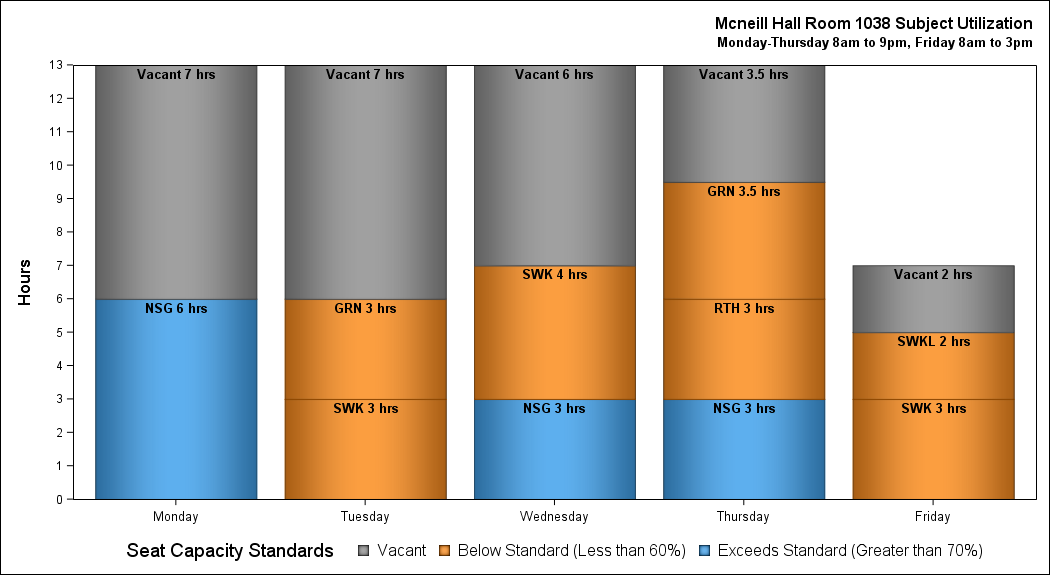 Mcneill Hall Room 1038 Subject Utilization
Monday-Thursday 8am to 9pm, Friday 8am to 3pm
Hours
13
12
11
10
9
8
7
6
5
4
3
2
1
0
Vacant 7 hrs
NSG 6 hrs
Vacant 7 hrs
GRN 3 hrs
SWK 3 hrs
Vacant 6 hrs
SWK 4 hrs
NSG 3 hrs
Vacant 3.5 hrs
GRN 3.5 hrs
RTH 3 hrs
NSG 3 hrs
Vacant 2 hrs
SWKL 2 hrs
SWK 3 hrs
Monday Tuesday Wednesday Thursday Friday
Seat Capacity Standards Vacant Below Standard (Less than 60%) Exceeds Standard (Greater than 70%)